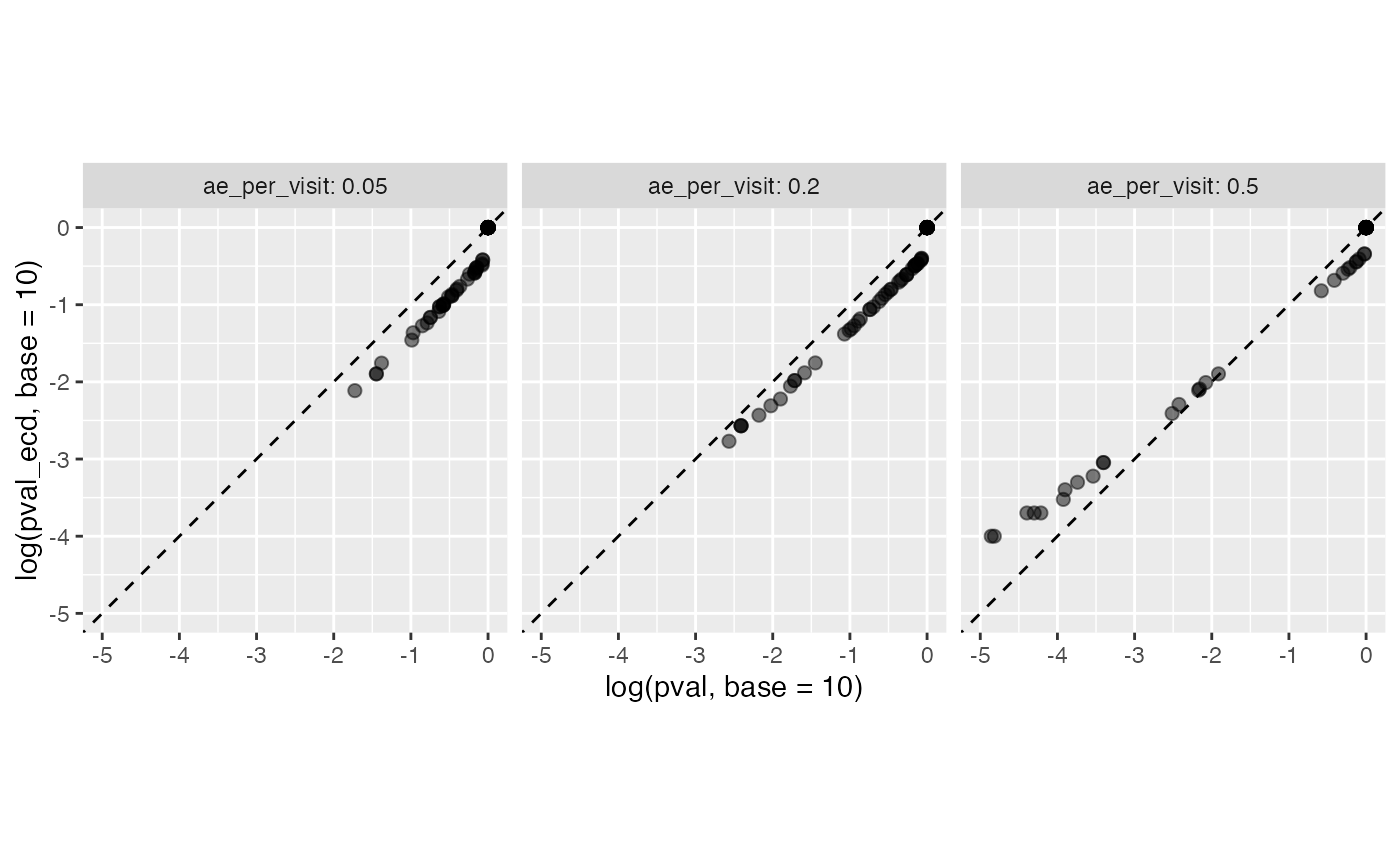 ae_per_visit: 0.05
ae_per_visit: 0.2
ae_per_visit: 0.5
log(pval_ecd, base = 10)
0
-1
-2
-3
-4
-5
-5 -4 -3 -2 -1 0
-5 -4 -3 -2 -1 0
-5 -4 -3 -2 -1 0
log(pval, base = 10)